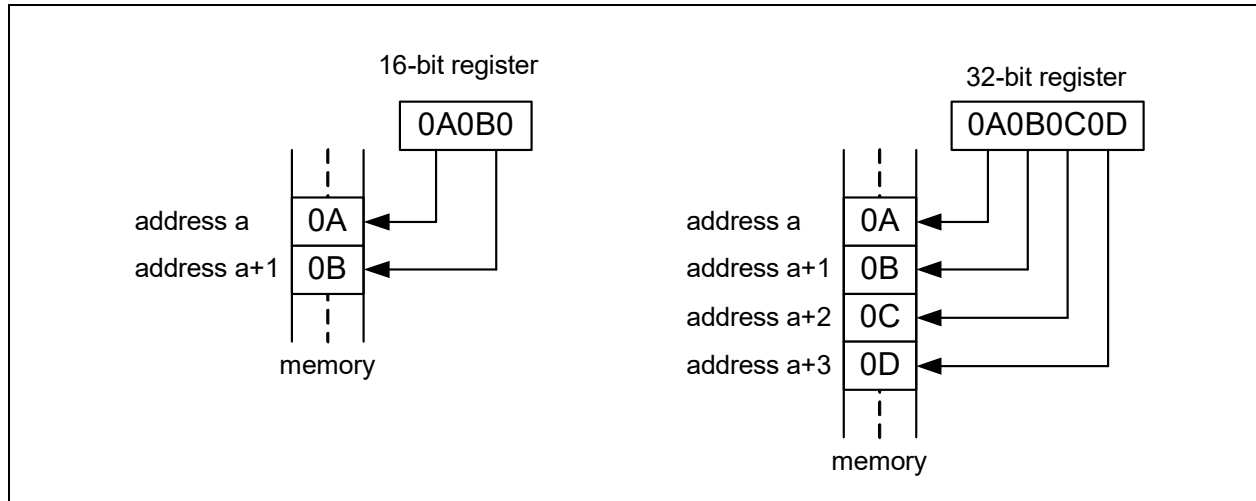 16-bit register
0A0B0
address a
0A
address a+1
0B
memory
32-bit register
0A0B0C0D
address a
0A
address a+1
0B
address a+2
0C
address a+3
0D
memory